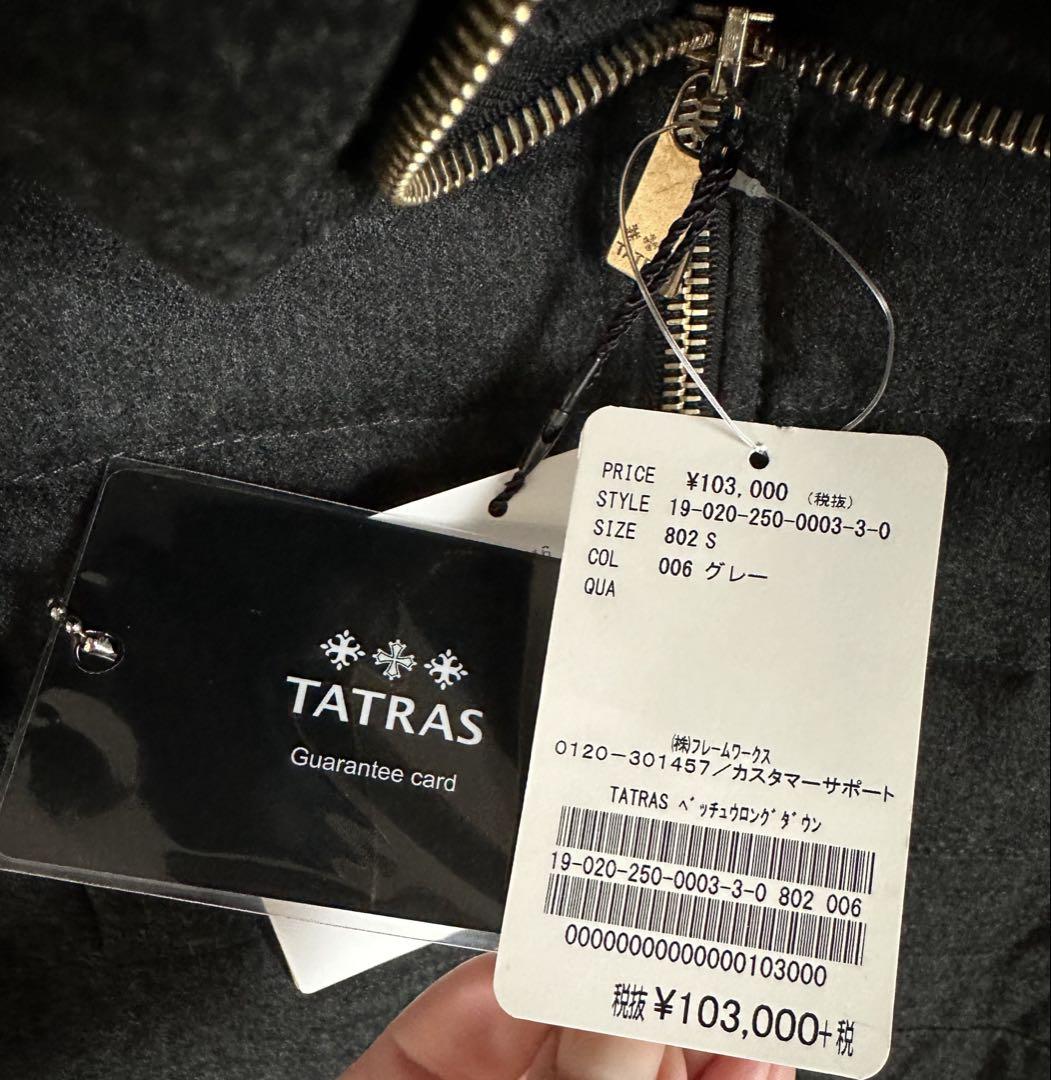 PRICE ¥103,000 (税抜)
STYLE 19-020-250-0003-3-0
SIZE 802 S
COL 006 グレー
QUA
㈱フレームワークス
0120-301457/カスタマーサポート
TATRAS ベッチュウロングダウン
19-020-250-0003-3-0 802 006
00000000000000103000
税抜¥103,000+税
TATRAS
Guarantee card